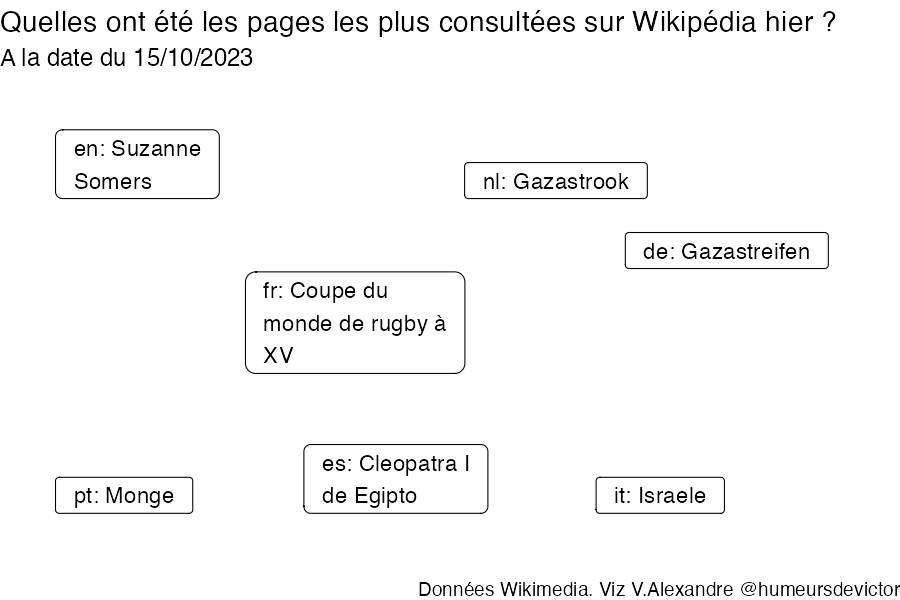 Quelles ont été les pages les plus consultées sur Wikipédia hier ?
A la date du 15/10/2023
en: Suzanne
Somers
nl: Gazastrook
de: Gazastreifen
fr: Coupe du
monde de rugby à
XV
es: Cleopatra I
de Egipto
pt: Monge
it: Israele
Données Wikimedia. Viz V.Alexandre @humeursdevictor